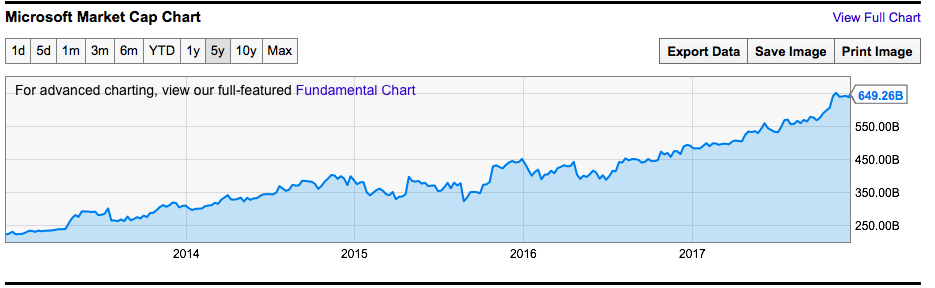 Microsoft Market Cap Chart View Full Chart
1d 5d 1m 3m 6m YTD 1y 5y 10y Max Export Data Save Image Print Image
For advanced charting, view our full-featured Fundamental Chart
649.26B
550.00B
450.00B
350.00B
250.00B
2014 2015 2016 2017